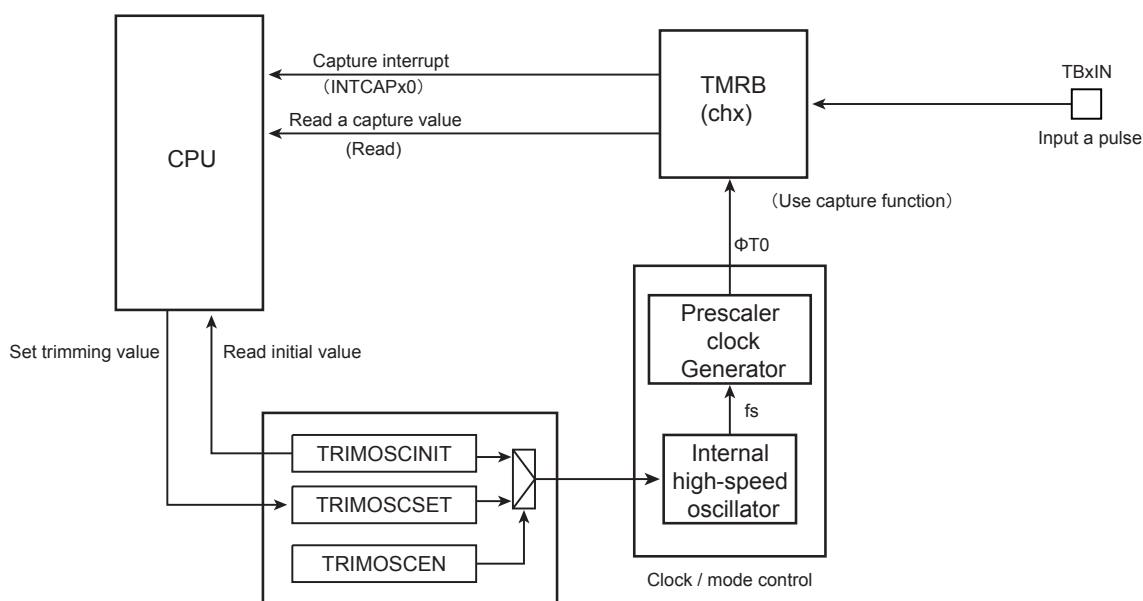 Capture interrupt
（INTCAPx0）
Read a capture value
(Read)
CPU
TMRB
(chx)
TBxIN
Input a pulse
（Use capture function）
ΦT0
Prescaler
clock
Generator
fs
Internal
high-speed
oscillator
Clock / mode control
Set trimming value
Read initial value
TRIMOSCINIT
TRIMOSCSET
TRIMOSCEN